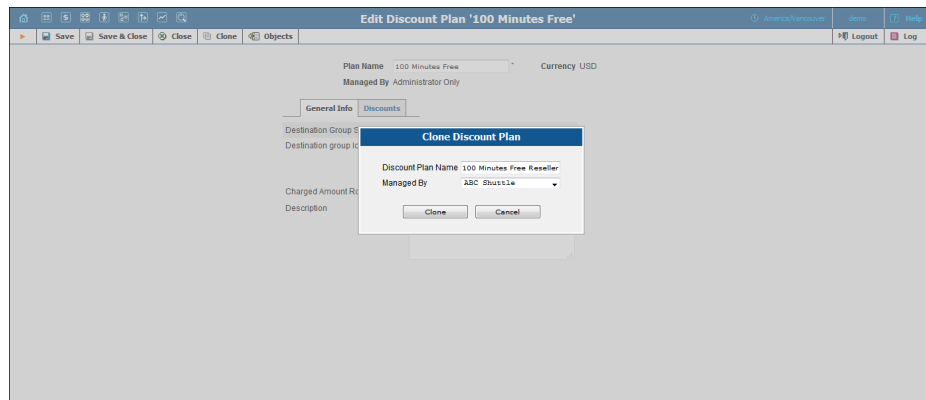 Edit Discount Plan '100 Minutes Free'
America/Vancouver
demo
? Help
Save
Save & Close
Close
Clone
Objects
Logout
Log
Plan Name 100 Minutes Free * Currency USD
Managed By Administrator Only
General Info Discounts
Destination Group S
Destination group lo
Charged Amount Ro
Description
Clone Discount Plan
Discount Plan Name 100 Minutes Free Reseller
Managed By ABC Shuttle
Clone Cancel